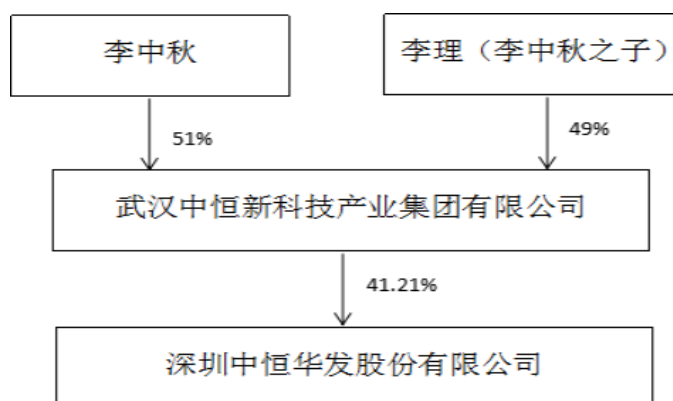 李中秋
李理（李中秋之子）
51%
49%
武汉中恒新科技产业集团有限公司
41.21%
深圳中恒华发股份有限公司